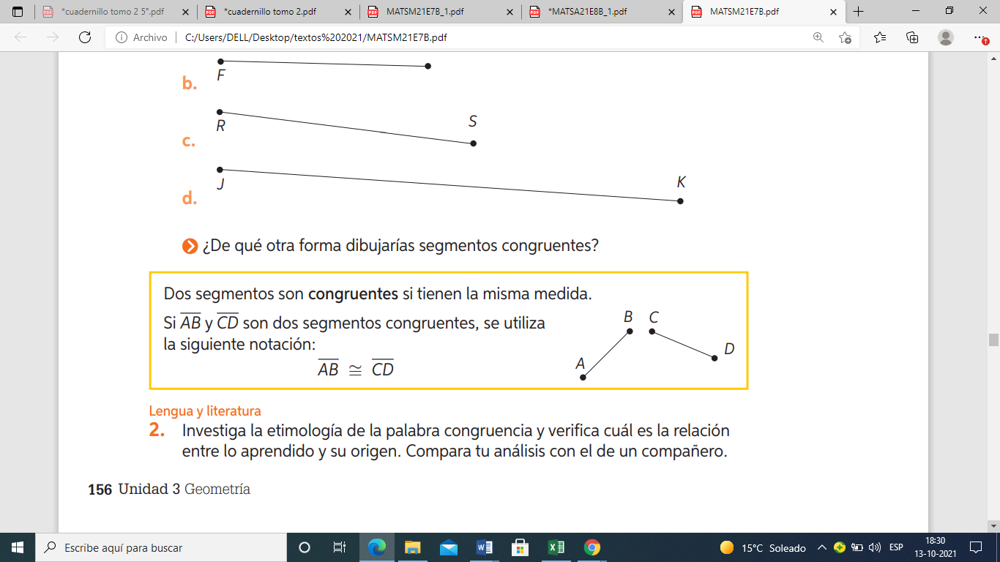 *cuadernillo tomo 2 5°.pdf
*cuadernillo tomo 2.pdf
MATSM21E7B_1.pdf
*MATSA21E8B_1.pdf
MATSM21E7B.pdf
Archivo
C:/Users/DELL/Desktop/textos%202021/MATSM21E7B.pdf
b.
F
R
S
c.
J
K
d.
¿De qué otra forma dibujarías segmentos congruentes?
Dos segmentos son congruentes si tienen la misma medida.
Si AB y CD son dos segmentos congruentes, se utiliza
la siguiente notación:
AB ≅ CD
B
C
A
D
Lengua y literatura
2. Investiga la etimología de la palabra congruencia y verifica cuál es la relación
entre lo aprendido y su origen. Compara tu análisis con el de un compañero.
156 Unidad 3 Geometría
Escribe aquí para buscar
15°C Soleado
ESP
18:30
13-10-2021